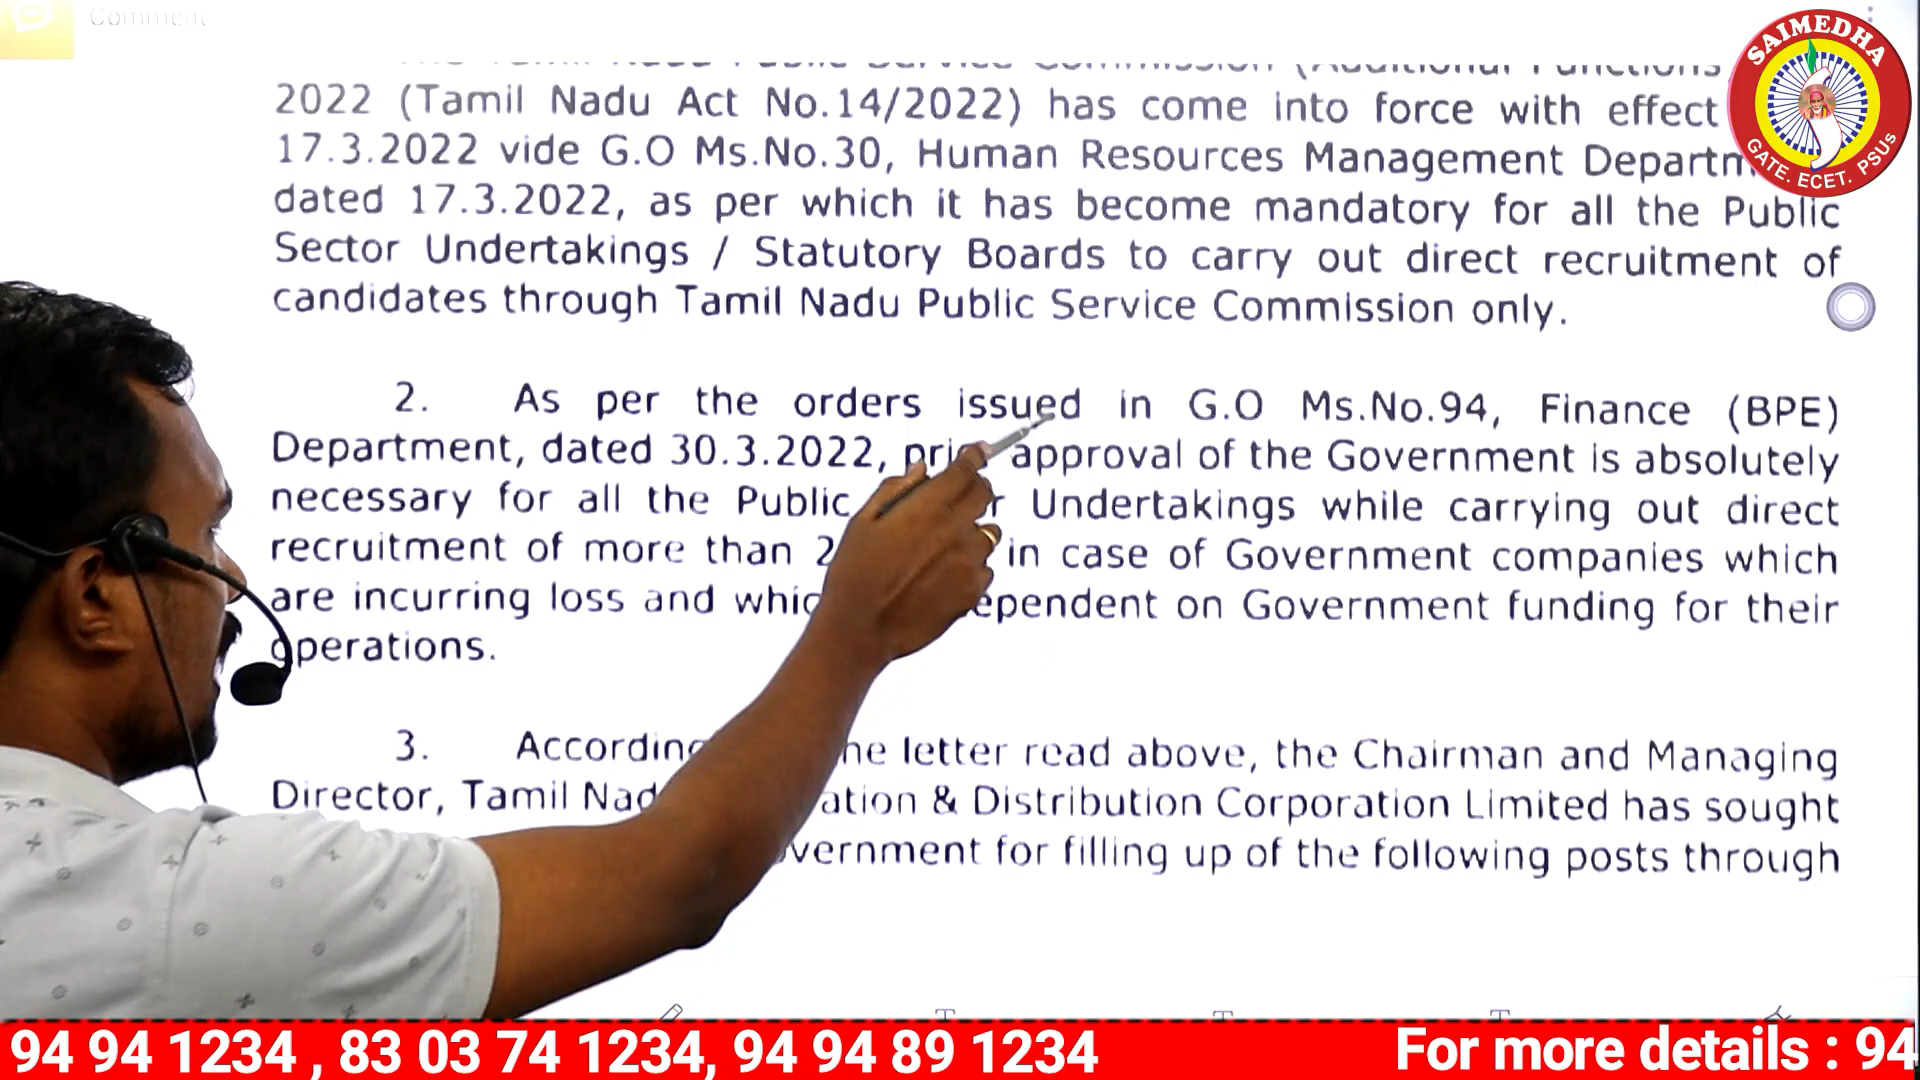 Comment
2022 (Tamil Nadu Act No.14/2022) has come into force with effect
17.3.2022 vide G.O Ms.No.30, Human Resources Management Departm
dated 17.3.2022, as per which it has become mandatory for all the Public
Sector Undertakings / Statutory Boards to carry out direct recruitment of
candidates through Tamil Nadu Public Service Commission only.
2. As per the orders issued in G.O Ms.No.94, Finance (BPE)
Department, dated 30.3.2022, approval of the Government is absolutely
necessary for all the Public Undertakings while carrying out direct
recruitment of more than 2 in case of Government companies which
are incurring loss and ependent on Government funding for their
operations.
3. According he letter read above, the Chairman and Managing
Director, Tamil Nad ation & Distribution Corporation Limited has sought
vernment for filling up of the following posts through
SAIMEDHA
GATE. ECET. PSUs
94 94 1234 , 83 03 74 1234, 94 94 89 1234
For more details : 94